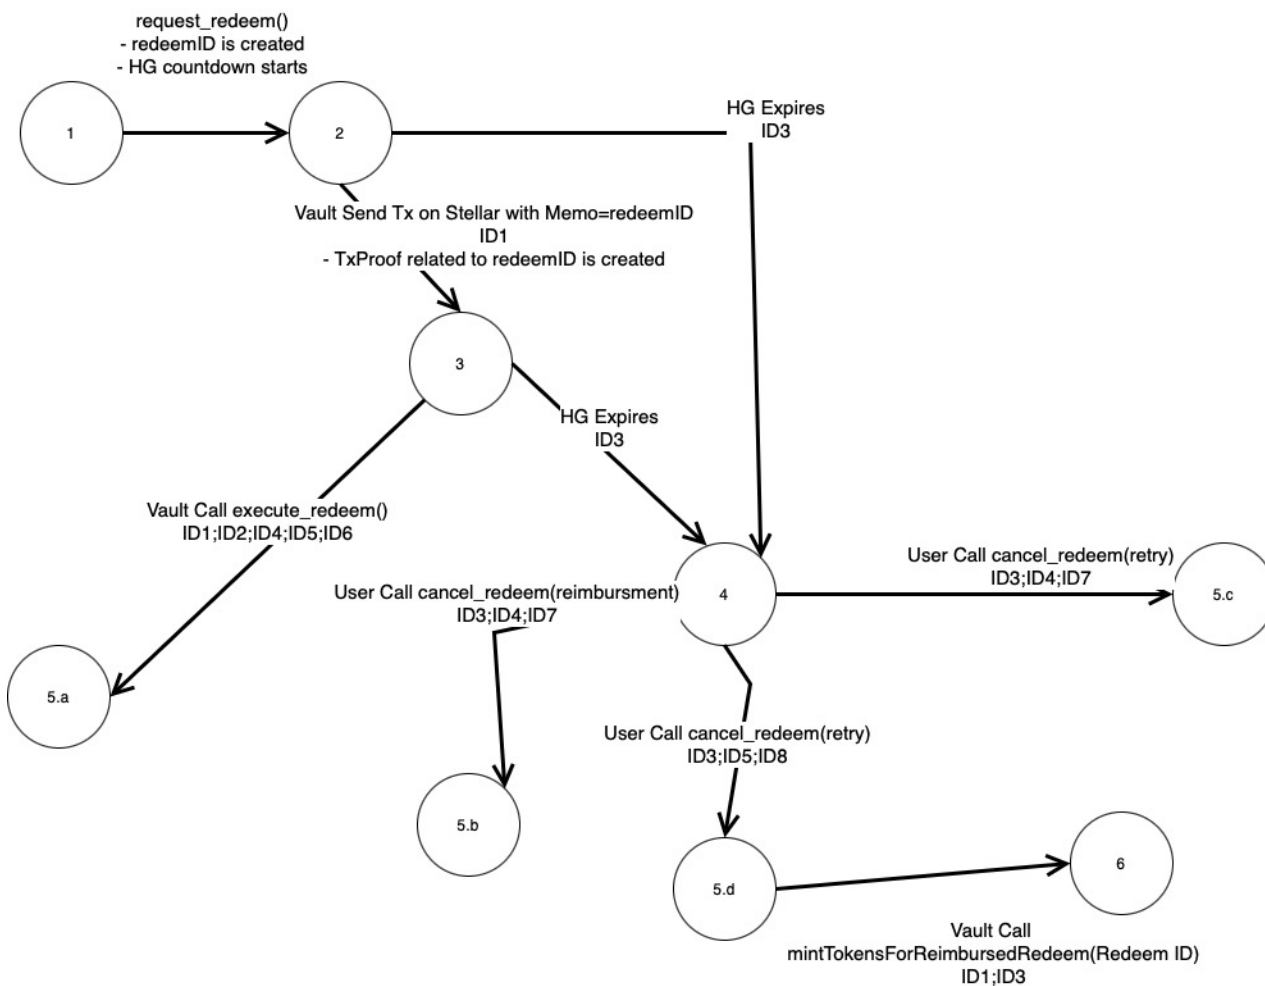 request_redeem()
- redeemID is created
- HG countdown starts
1
2
HG Expires
ID3
Vault Send Tx on Stellar with Memo=redeemID
ID1
- TxProof related to redeemID is created
3
HG Expires
ID3
Vault Call execute_redeem()
ID1;ID2;ID4;ID5;ID6
User Call cancel_redeem(reimbursment)
ID3;ID4;ID7
4
User Call cancel_redeem(retry)
ID3;ID4;ID7
5.c
5.a
User Call cancel_redeem(retry)
ID3;ID5;ID8
5.b
5.d
6
Vault Call
mintTokensForReimbursedRedeem(Redeem ID)
ID1;ID3